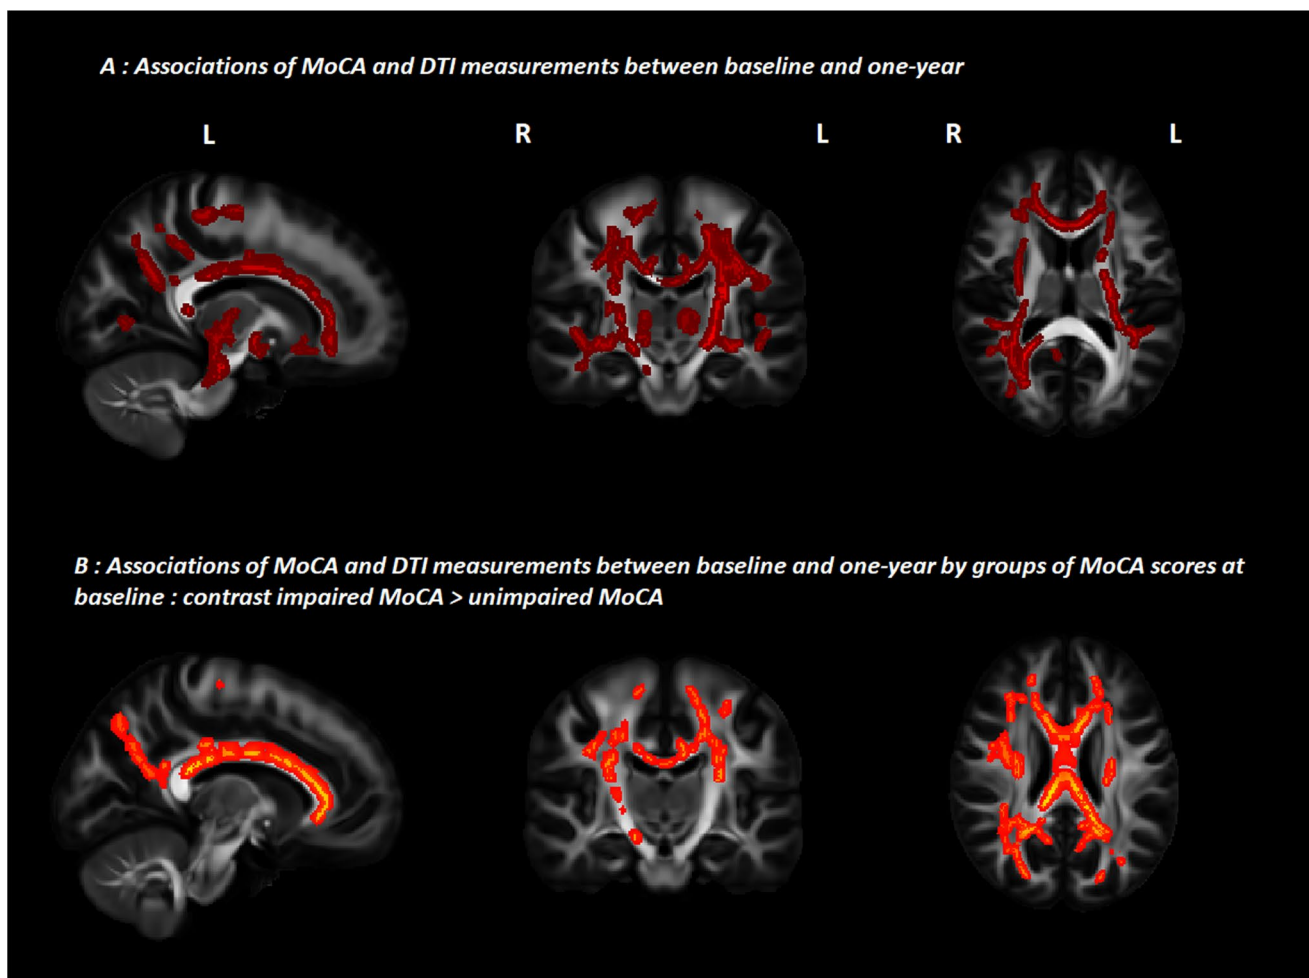 A : Associations of MoCA and DTI measurements between baseline and one-year
L R L R L
B : Associations of MoCA and DTI measurements between baseline and one-year by groups of MoCA scores at
baseline : contrast impaired MoCA > unimpaired MoCA